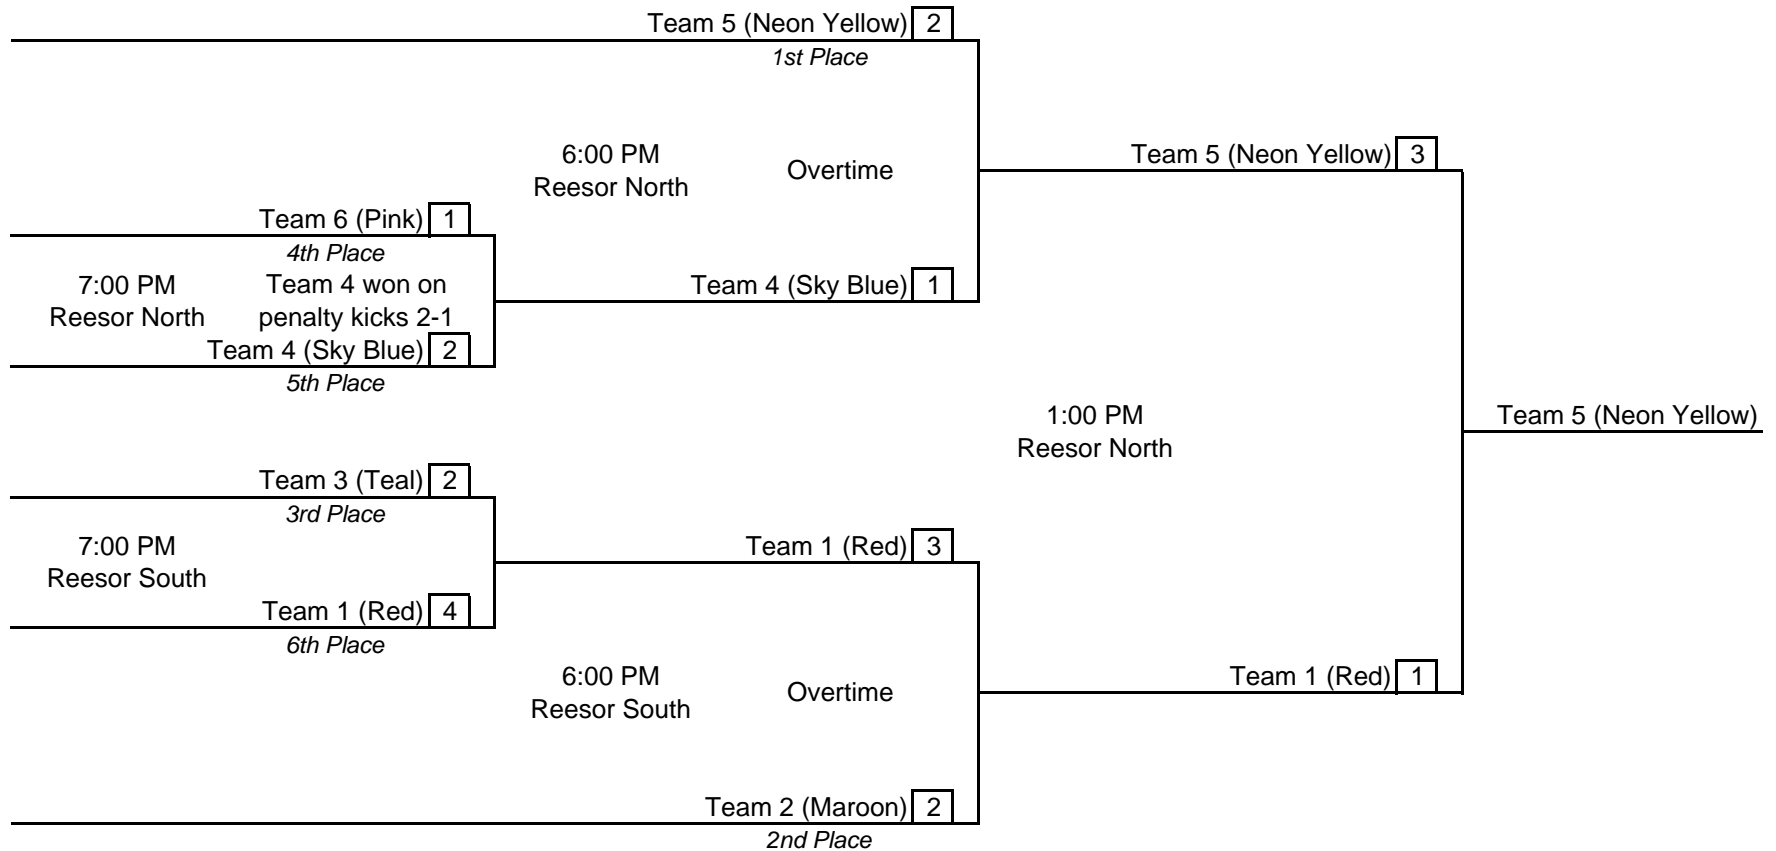 Team 5 (Neon Yellow) 2
1st Place
6:00 PM
Reesor North
Overtime
Team 5 (Neon Yellow) 3
Team 6 (Pink) 1
4th Place
7:00 PM
Reesor North
Team 4 won on
penalty kicks 2-1
Team 4 (Sky Blue) 2
5th Place
Team 4 (Sky Blue) 1
1:00 PM
Reesor North
Team 5 (Neon Yellow)
Team 3 (Teal) 2
3rd Place
7:00 PM
Reesor South
Team 1 (Red) 4
6th Place
Team 1 (Red) 3
6:00 PM
Reesor South
Overtime
Team 1 (Red) 1
Team 2 (Maroon) 2
2nd Place